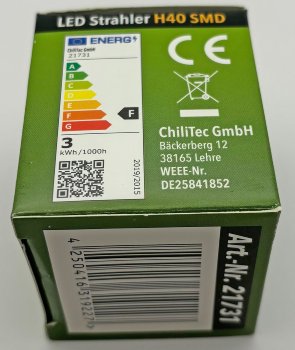 LED Strahler H40 SMD
ENERG
ChiliTec GmbH
21731
A
B
C
D
E
F
G
F
3
kWh/1000h
2019/2015
CE
ChiliTec GmbH
Bäckerberg 12
38165 Lehre
WEEE-Nr.
DE25841852
4250416319227
Art.-Nr. 21731